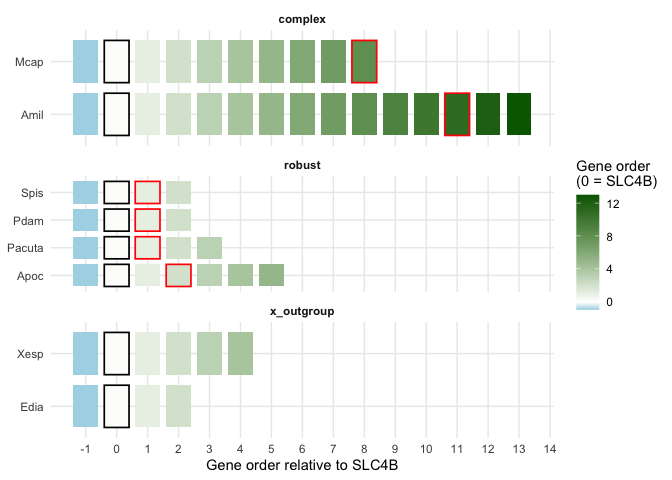 complex
Mcap
Amil
robust
Spis
Pdam
Pacuta
Apoc
x_outgroup
Xesp
Edia
-1 0 1 2 3 4 5 6 7 8 9 10 11 12 13 14
Gene order relative to SLC4B
Gene order
(0 = SLC4B)
12
8
4
0